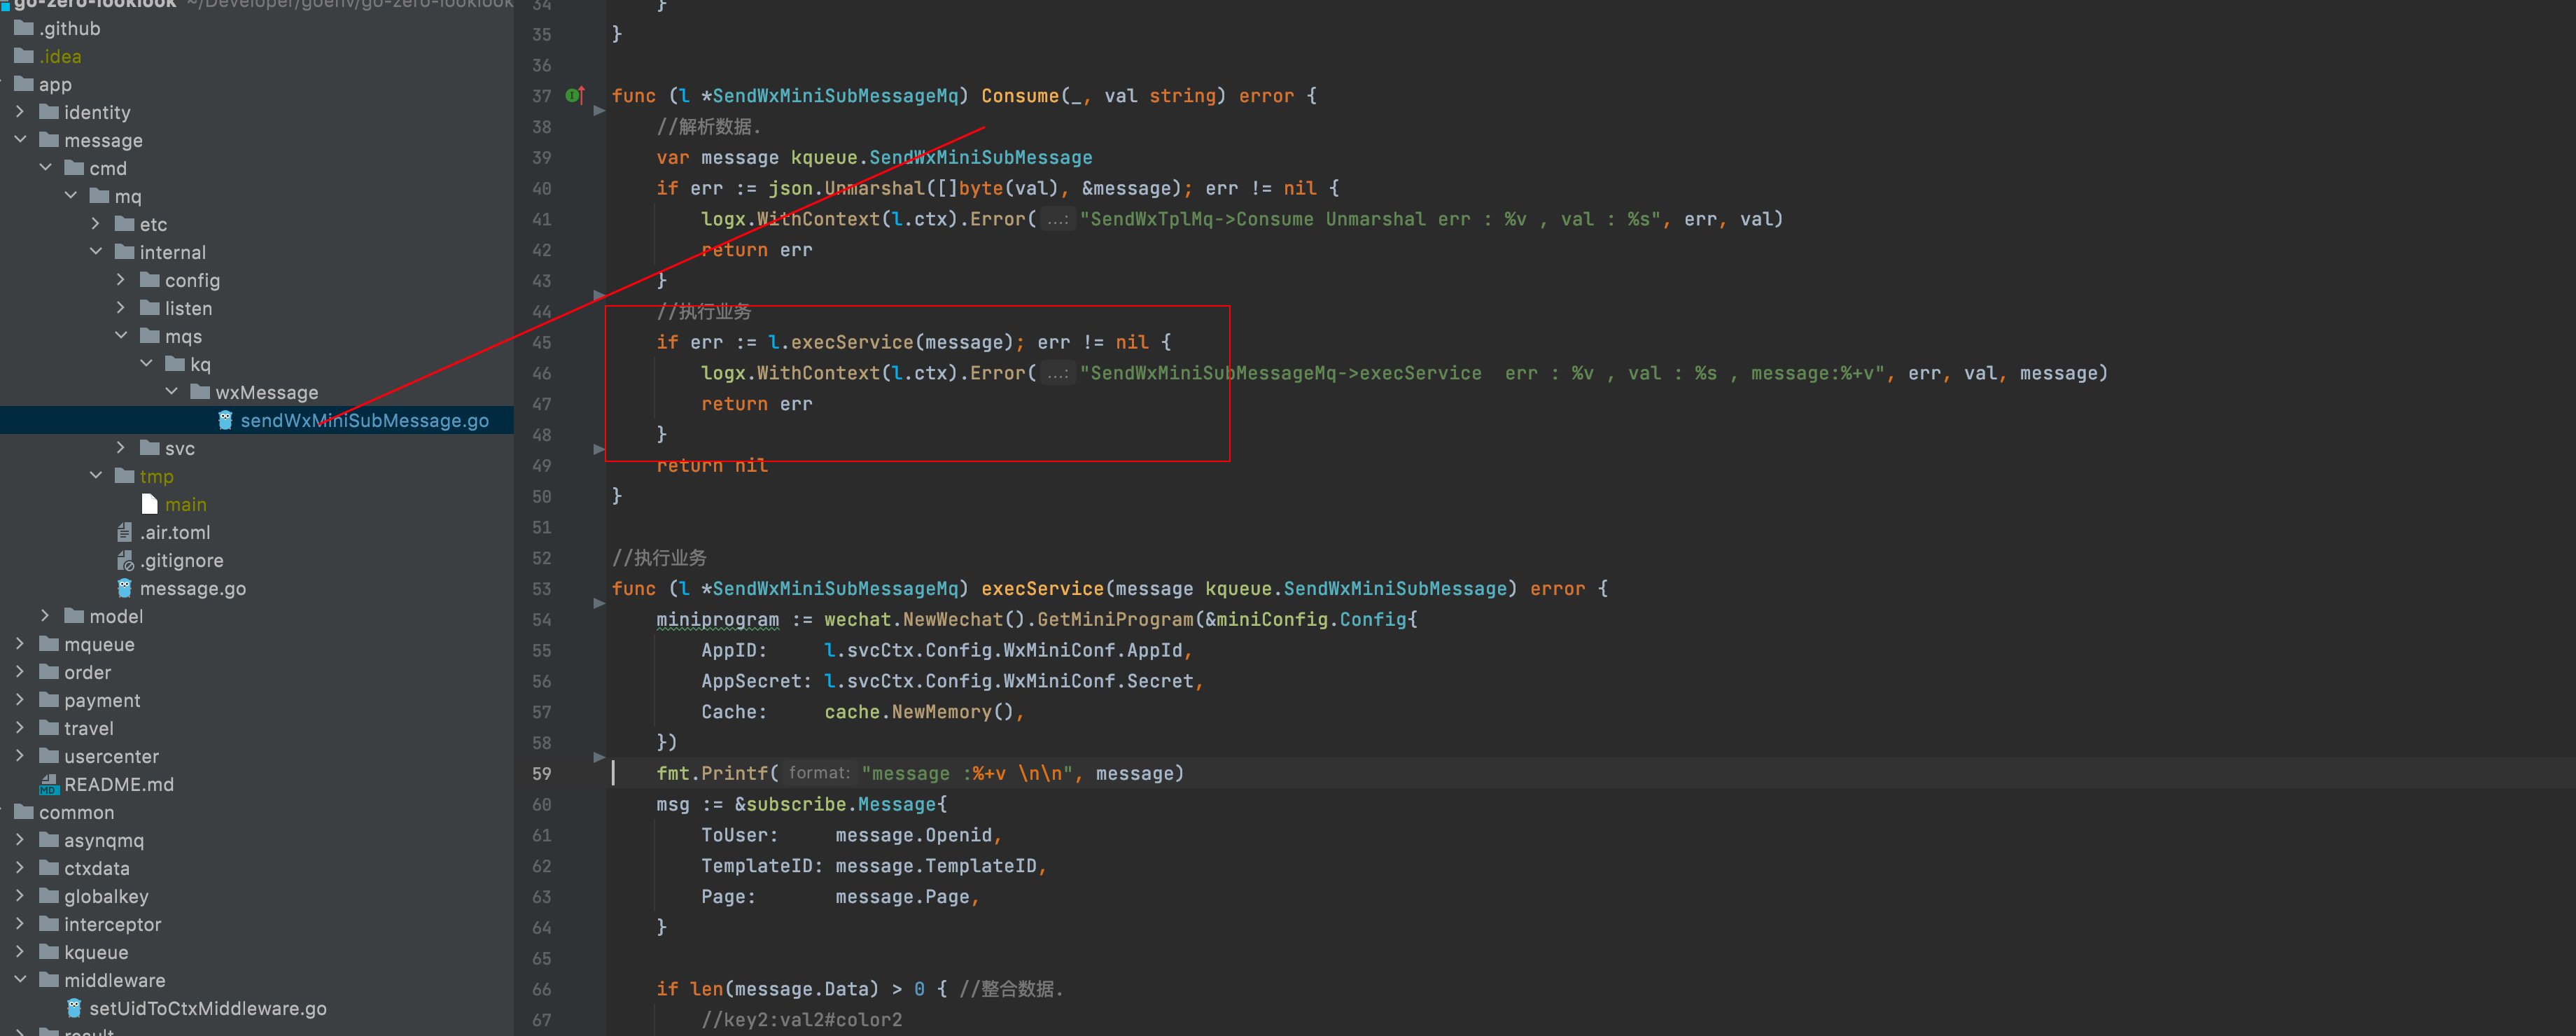 go-zero-looklook ~/Developer/goenv/go-zero-looklook
.github
.idea
app
identity
message
cmd
mq
etc
internal
config
listen
mqs
kq
wxMessage
sendWxMiniSubMessage.go
svc
tmp
main
.air.toml
.gitignore
message.go
model
mqueue
order
payment
travel
usercenter
README.md
common
asynqmq
ctxdata
globalkey
interceptor
kqueue
middleware
setUidToCtxMiddleware.go
result
34 }
35 }
36
37 func (l *SendWxMiniSubMessageMq) Consume(_, val string) error {
38 //解析数据.
39 var message kqueue.SendWxMiniSubMessage
40 if err := json.Unmarshal([]byte(val), &message); err != nil {
41 logx.WithContext(l.ctx).Error( ...: "SendWxTplMq->Consume Unmarshal err : %v , val : %s", err, val)
42 return err
43 }
44 //执行业务
45 if err := l.execService(message); err != nil {
46 logx.WithContext(l.ctx).Error( ...: "SendWxMiniSubMessageMq->execService  err : %v , val : %s , message:%+v", err, val, message)
47 return err
48 }
49 return nil
50 }
51
52 //执行业务
53 func (l *SendWxMiniSubMessageMq) execService(message kqueue.SendWxMiniSubMessage) error {
54 miniprogram := wechat.NewWechat().GetMiniProgram(&miniConfig.Config{
55 AppID:     l.svcCtx.Config.WxMiniConf.AppId,
56 AppSecret: l.svcCtx.Config.WxMiniConf.Secret,
57 Cache:     cache.NewMemory(),
58 })
59 fmt.Printf( format: "message :%+v \n\n", message)
60 msg := &subscribe.Message{
61 ToUser:     message.Openid,
62 TemplateID: message.TemplateID,
63 Page:       message.Page,
64 }
65
66 if len(message.Data) > 0 { //整合数据.
67 //key2:val2#color2